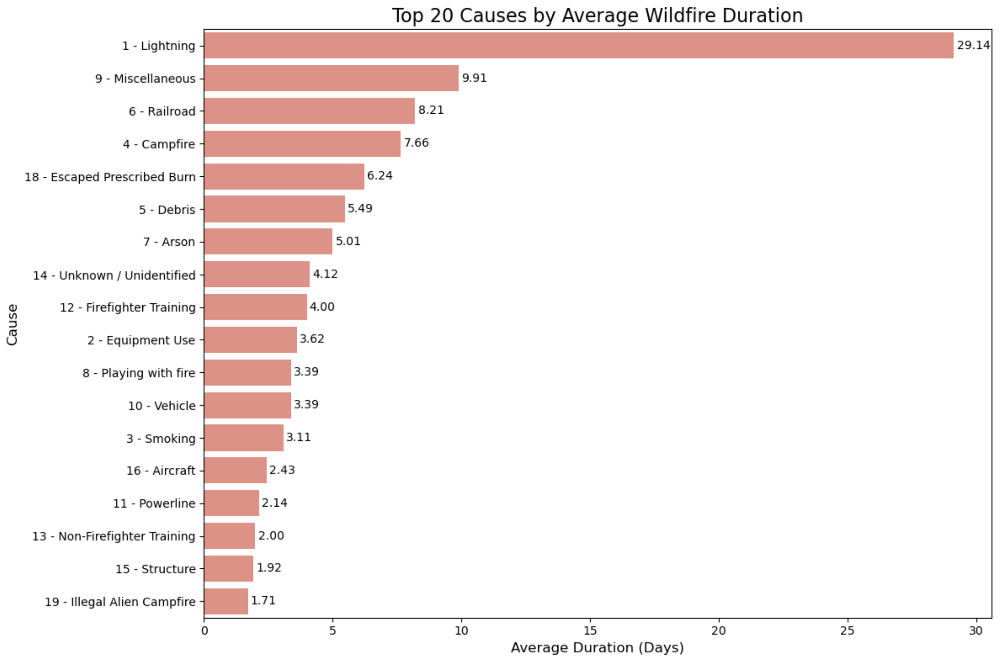 Top 20 Causes by Average Wildfire Duration
1 - Lightning 29.14
9 - Miscellaneous 9.91
6 - Railroad 8.21
4 - Campfire 7.66
18 - Escaped Prescribed Burn 6.24
5 - Debris 5.49
7 - Arson 5.01
14 - Unknown / Unidentified 4.12
12 - Firefighter Training 4.00
2 - Equipment Use 3.62
8 - Playing with fire 3.39
10 - Vehicle 3.39
3 - Smoking 3.11
16 - Aircraft 2.43
11 - Powerline 2.14
13 - Non-Firefighter Training 2.00
15 - Structure 1.92
19 - Illegal Alien Campfire 1.71
Cause
0 5 10 15 20 25 30
Average Duration (Days)